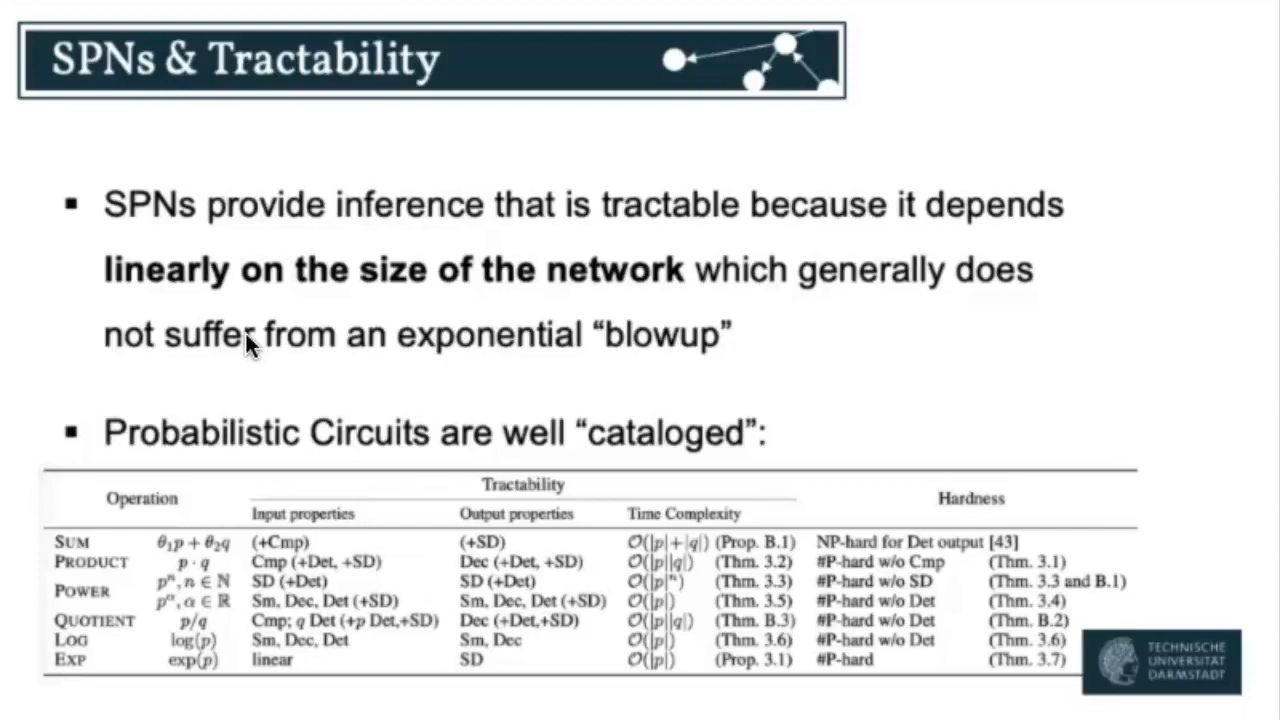 SPNs & Tractability
▪ SPNs provide inference that is tractable because it depends
linearly on the size of the network which generally does
not suffer from an exponential “blowup”
▪ Probabilistic Circuits are well “cataloged”:
Operation Tractability Hardness
Input properties Output properties Time Complexity
SUM θ₁p + θ₂q (+Cmp) (+SD) O(|p|+|q|) (Prop. B.1) NP-hard for Det output [43]
PRODUCT p · q Cmp (+Det, +SD) Dec (+Det, +SD) O(|p||q|) (Thm. 3.2) #P-hard w/o Cmp (Thm. 3.1)
POWER pⁿ, n ∈ ℕ SD (+Det) SD (+Det) O(|p|ⁿ) (Thm. 3.3) #P-hard w/o SD (Thm. 3.3 and B.1)
p^α, α ∈ ℝ Sm, Dec, Det (+SD) Sm, Dec, Det (+SD) O(|p|) (Thm. 3.5) #P-hard w/o Det (Thm. 3.4)
QUOTIENT p/q Cmp; q Det (+p Det,+SD) Dec (+Det,+SD) O(|p||q|) (Thm. B.3) #P-hard w/o Det (Thm. B.2)
LOG log(p) Sm, Dec, Det Sm, Dec O(|p|) (Thm. 3.6) #P-hard w/o Det (Thm. 3.6)
EXP exp(p) linear SD O(|p|) (Prop. 3.1) #P-hard (Thm. 3.7)
TECHNISCHE
UNIVERSITÄT
DARMSTADT